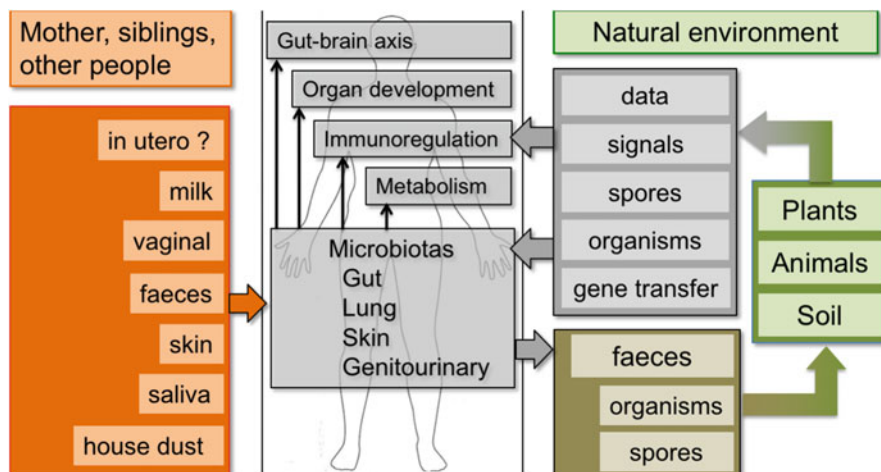 Mother, siblings,
other people
in utero ?
milk
vaginal
faeces
skin
saliva
house dust
Gut-brain axis
Organ development
Immunoregulation
Metabolism
Microbiotas
Gut
Lung
Skin
Genitourinary
Natural environment
data
signals
spores
organisms
gene transfer
faeces
organisms
spores
Plants
Animals
Soil